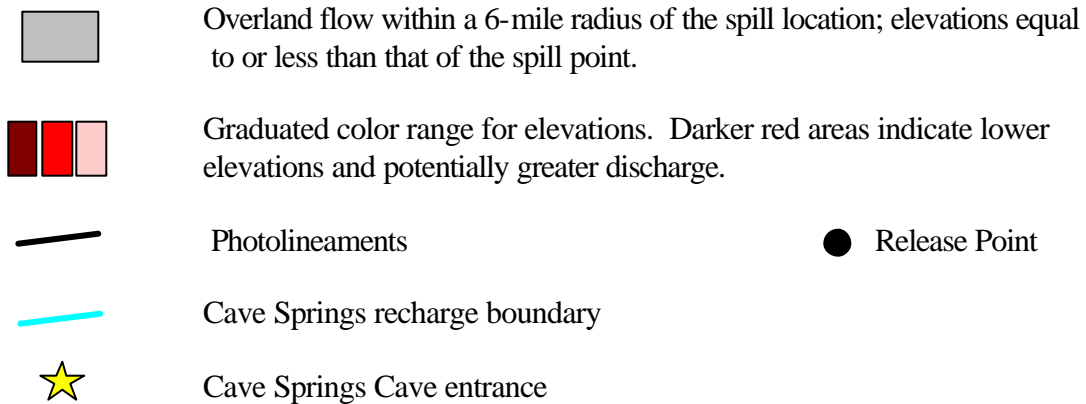 Overland flow within a 6-mile radius of the spill location; elevations equal
to or less than that of the spill point.
Graduated color range for elevations. Darker red areas indicate lower
elevations and potentially greater discharge.
Photolineaments
Release Point
Cave Springs recharge boundary
Cave Springs Cave entrance